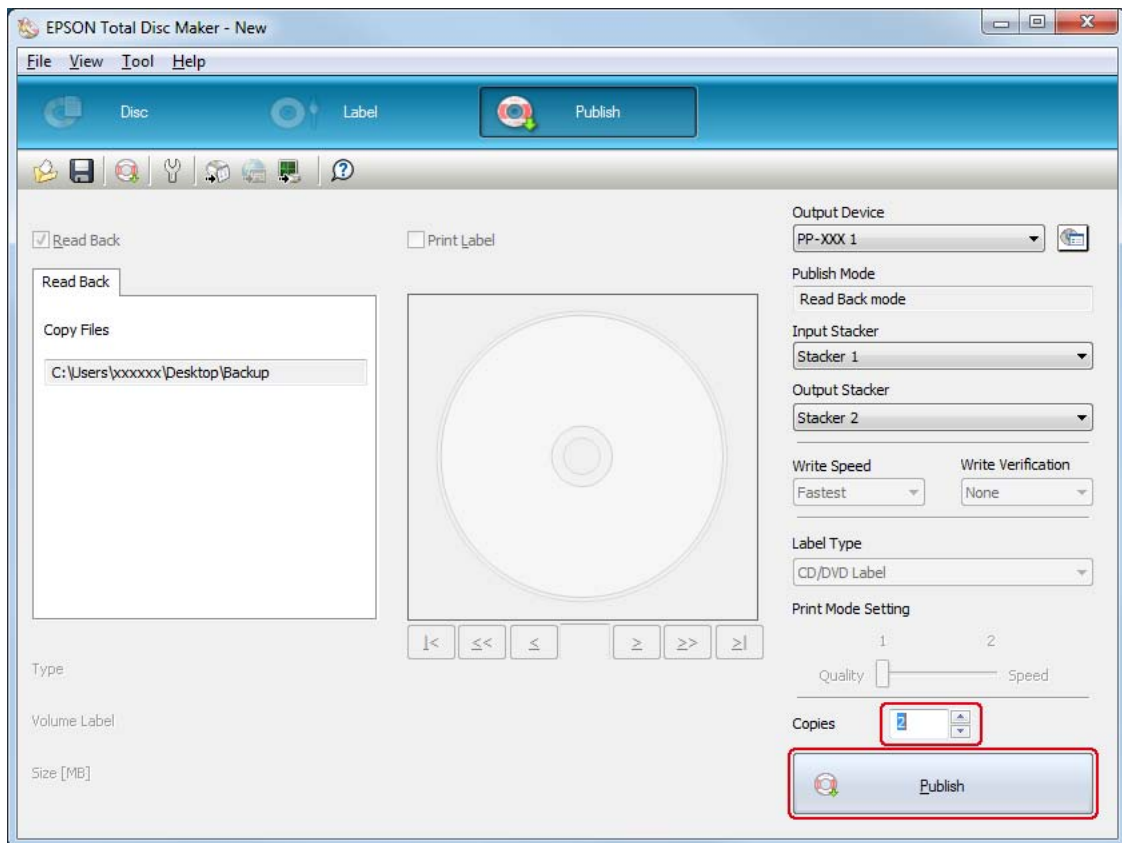 EPSON Total Disc Maker - New
File View Tool Help
Disc Label Publish
Read Back
Read Back
Copy Files
C:\Users\xxxxxx\Desktop\Backup
Type
Volume Label
Size [MB]
Print Label
|< << < > >> >|
Output Device
PP-XXX 1
Publish Mode
Read Back mode
Input Stacker
Stacker 1
Output Stacker
Stacker 2
Write Speed Write Verification
Fastest None
Label Type
CD/DVD Label
Print Mode Setting
1 2
Quality Speed
Copies 2
Publish